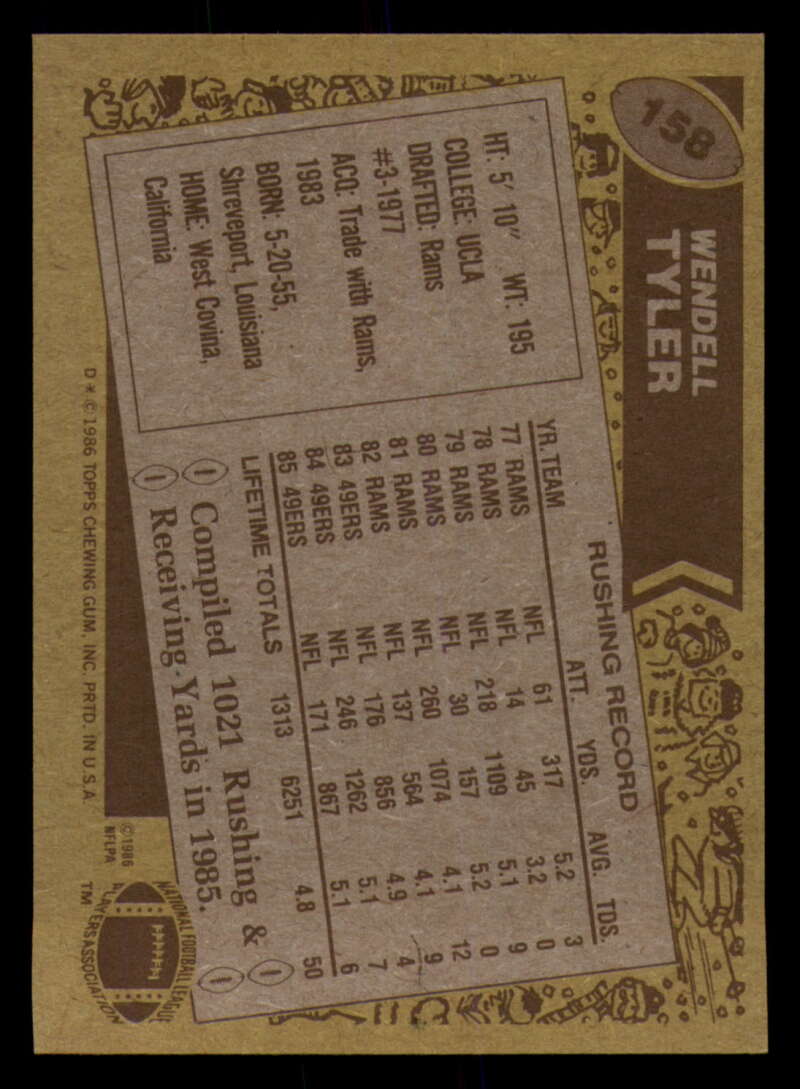 158
WENDELL
TYLER
HT: 5' 10" WT: 195
COLLEGE: UCLA
DRAFTED: Rams
#3-1977
ACQ: Trade with Rams,
1983
BORN: 5-20-55,
Shreveport, Louisiana
HOME: West Covina,
California
RUSHING RECORD
YR. TEAM ATT. YDS. AVG. TDS.
77 RAMS NFL 61 317 5.2 3
78 RAMS NFL 14 45 3.2 0
79 RAMS NFL 218 1109 5.1 9
80 RAMS NFL 30 157 5.2 0
81 RAMS NFL 260 1074 4.1 12
82 RAMS NFL 137 564 4.1 9
83 49ERS NFL 176 856 4.9 4
84 49ERS NFL 246 1262 5.1 7
85 49ERS NFL 171 867 5.1 6
LIFETIME TOTALS 1313 6251 4.8 50
Compiled 1021 Rushing &
Receiving Yards in 1985.
D * © 1986 TOPPS CHEWING GUM, INC. PRTD. IN U.S.A.
© 1986
NFLPA
NATIONAL FOOTBALL LEAGUE
PLAYERS ASSOCIATION
TM